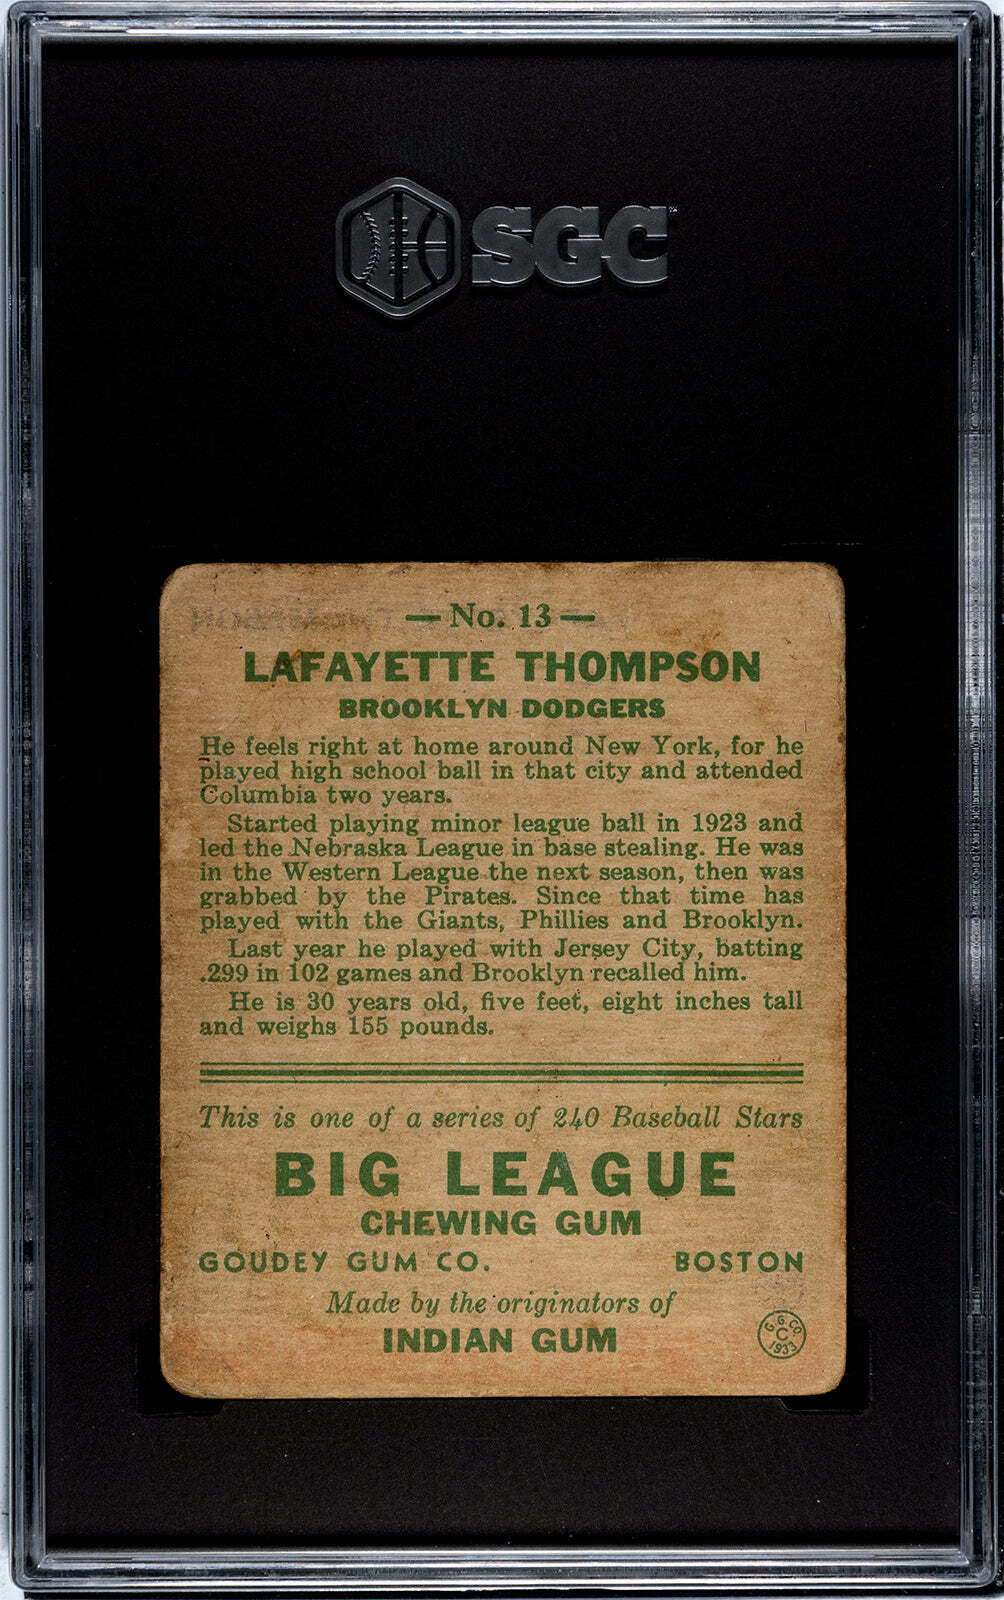 SGC
— No. 13 —
LAFAYETTE THOMPSON
BROOKLYN DODGERS
He feels right at home around New York, for he
played high school ball in that city and attended
Columbia two years.
Started playing minor league ball in 1923 and
led the Nebraska League in base stealing. He was
in the Western League the next season, then was
grabbed by the Pirates. Since that time has
played with the Giants, Phillies and Brooklyn.
Last year he played with Jersey City, batting
.299 in 102 games and Brooklyn recalled him.
He is 30 years old, five feet, eight inches tall
and weighs 155 pounds.
This is one of a series of 240 Baseball Stars
BIG LEAGUE
CHEWING GUM
GOUDEY GUM CO. BOSTON
Made by the originators of
INDIAN GUM
G.G.CO.
C
1933